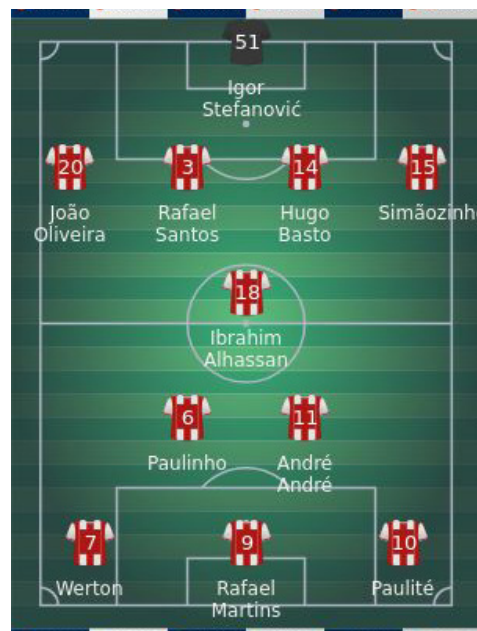 51
Igor
Stefanović
20
3
14
15
João
Oliveira
Rafael
Santos
Hugo
Basto
Simãozinho
18
Ibrahim
Alhassan
6
11
Paulinho
André
André
7
9
10
Werton
Rafael
Martins
Paulité